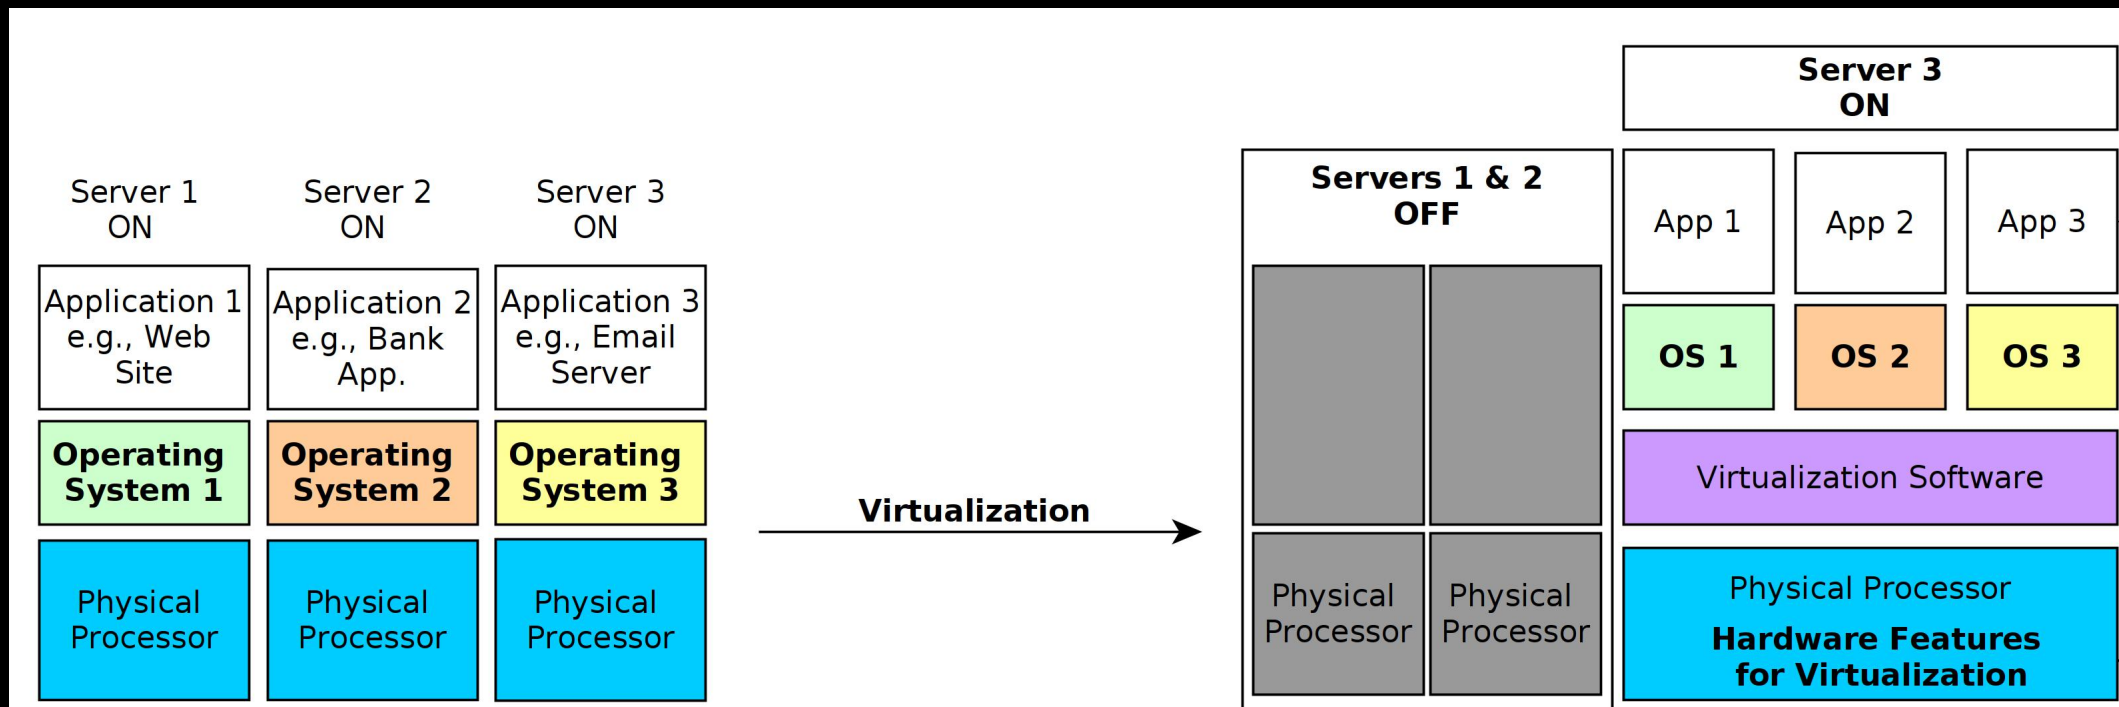 Server 1
ON
Server 2
ON
Server 3
ON
Application 1
e.g., Web
Site
Application 2
e.g., Bank
App.
Application 3
e.g., Email
Server
Operating
System 1
Operating
System 2
Operating
System 3
Physical
Processor
Physical
Processor
Physical
Processor
Virtualization
Servers 1 & 2
OFF
Physical
Processor
Physical
Processor
Server 3
ON
App 1
App 2
App 3
OS 1
OS 2
OS 3
Virtualization Software
Physical Processor
Hardware Features
for Virtualization